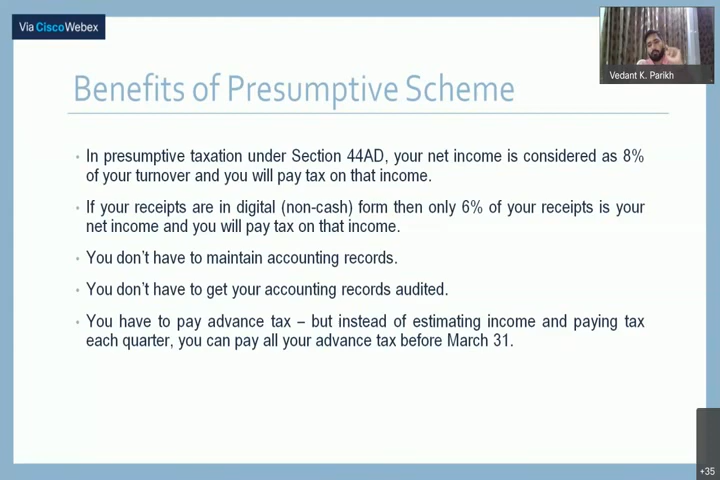 Via Cisco Webex
Vedant K. Parikh
Benefits of Presumptive Scheme
In presumptive taxation under Section 44AD, your net income is considered as 8%
of your turnover and you will pay tax on that income.
If your receipts are in digital (non-cash) form then only 6% of your receipts is your
net income and you will pay tax on that income.
You don't have to maintain accounting records.
You don't have to get your accounting records audited.
You have to pay advance tax – but instead of estimating income and paying tax
each quarter, you can pay all your advance tax before March 31.
+35